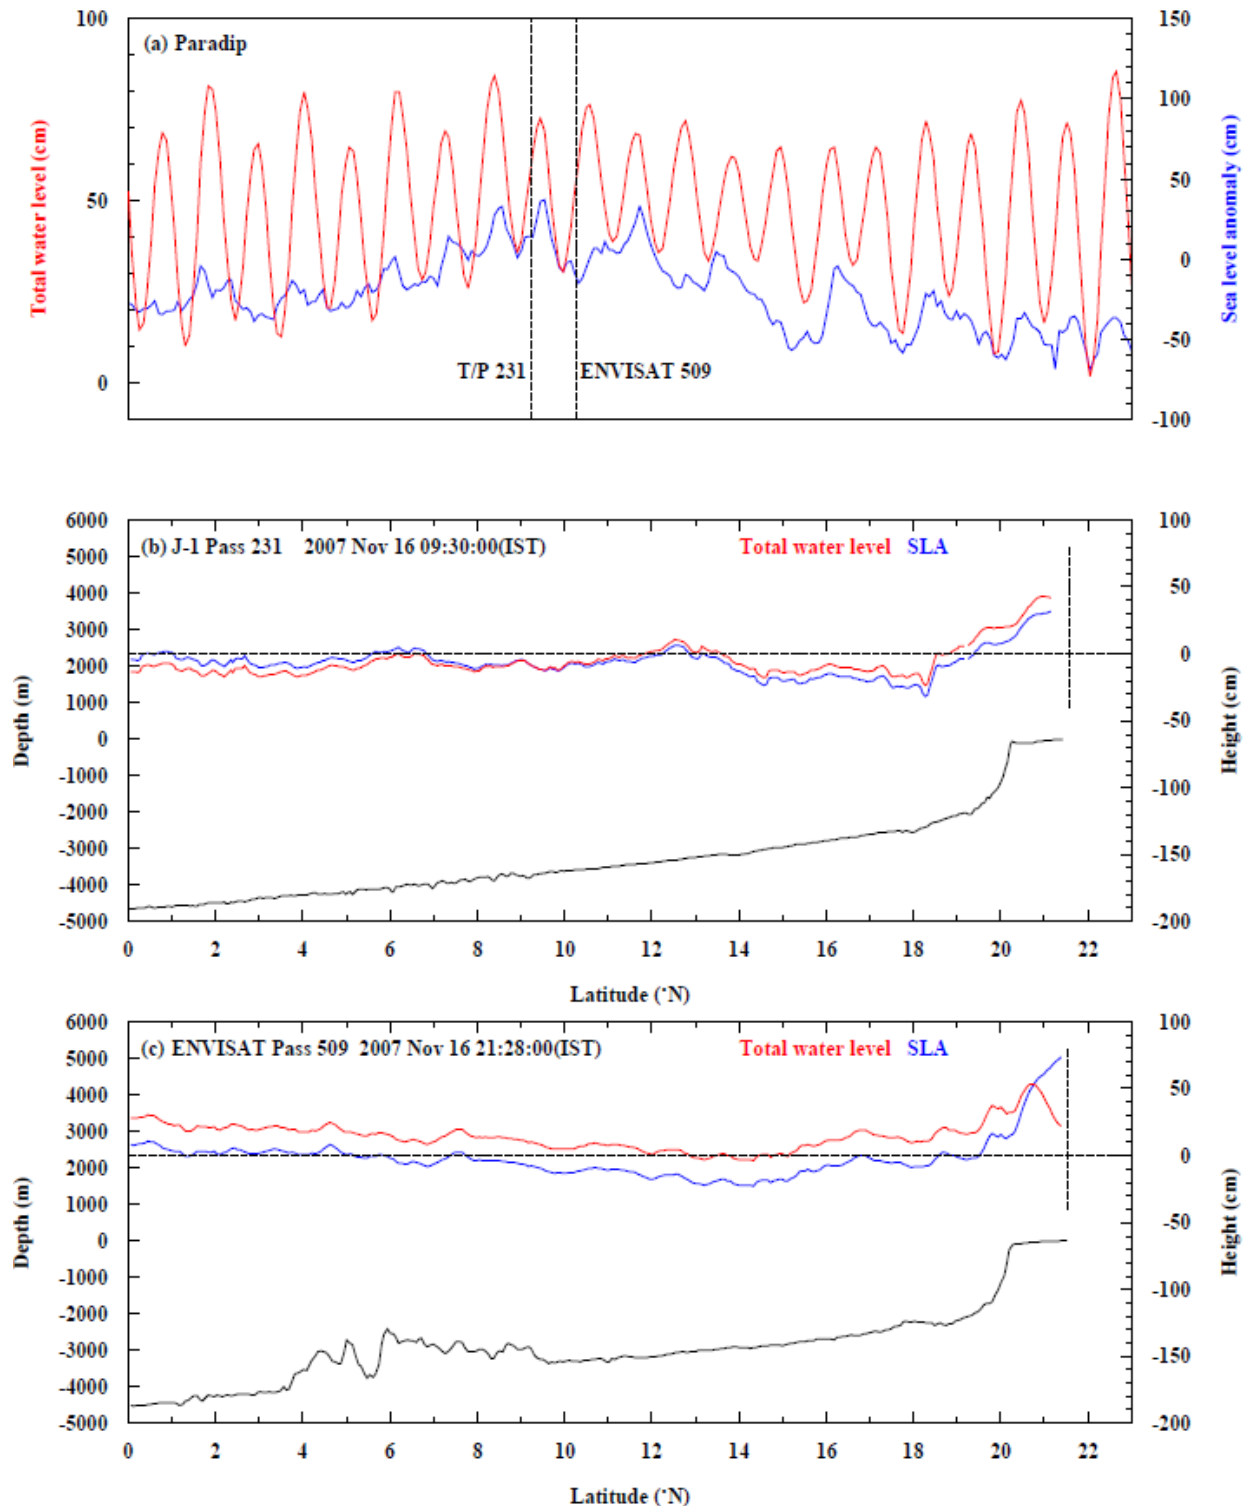 100
150
(a) Paradip
100
50
50
0
-50
0
-100
Total water level (cm)
Sea level anomaly (cm)
T/P 231
ENVISAT 509
6000
5000
4000
3000
2000
1000
0
-1000
-2000
-3000
-4000
-5000
100
50
0
-50
-100
-150
-200
(b) J-1 Pass 231 2007 Nov 16 09:30:00(IST)
Total water level SLA
Depth (m)
Height (cm)
0 2 4 6 8 10 12 14 16 18 20 22
Latitude (°N)
6000
5000
4000
3000
2000
1000
0
-1000
-2000
-3000
-4000
-5000
100
50
0
-50
-100
-150
-200
(c) ENVISAT Pass 509 2007 Nov 16 21:28:00(IST)
Total water level SLA
Depth (m)
Height (cm)
0 2 4 6 8 10 12 14 16 18 20 22
Latitude (°N)